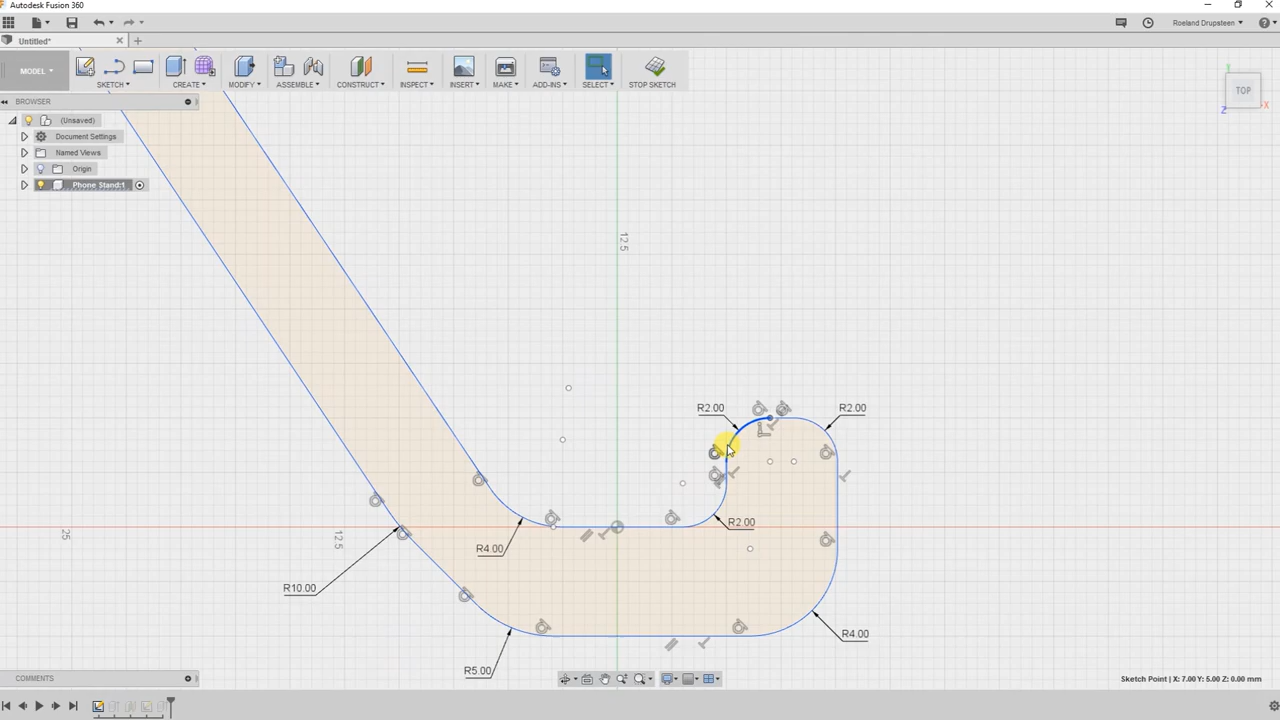 Autodesk Fusion 360
Roeland Drupsteen
Untitled*
MODEL
SKETCH
CREATE
MODIFY
ASSEMBLE
CONSTRUCT
INSPECT
INSERT
MAKE
ADD-INS
SELECT
STOP SKETCH
BROWSER
(Unsaved)
Document Settings
Named Views
Origin
Phone Stand:1
TOP
Y
X
Z
12.5
25
12.5
R2.00
R2.00
R2.00
R4.00
R10.00
R5.00
R4.00
COMMENTS
Sketch Point | X: 7.00 Y: 5.00 Z: 0.00 mm